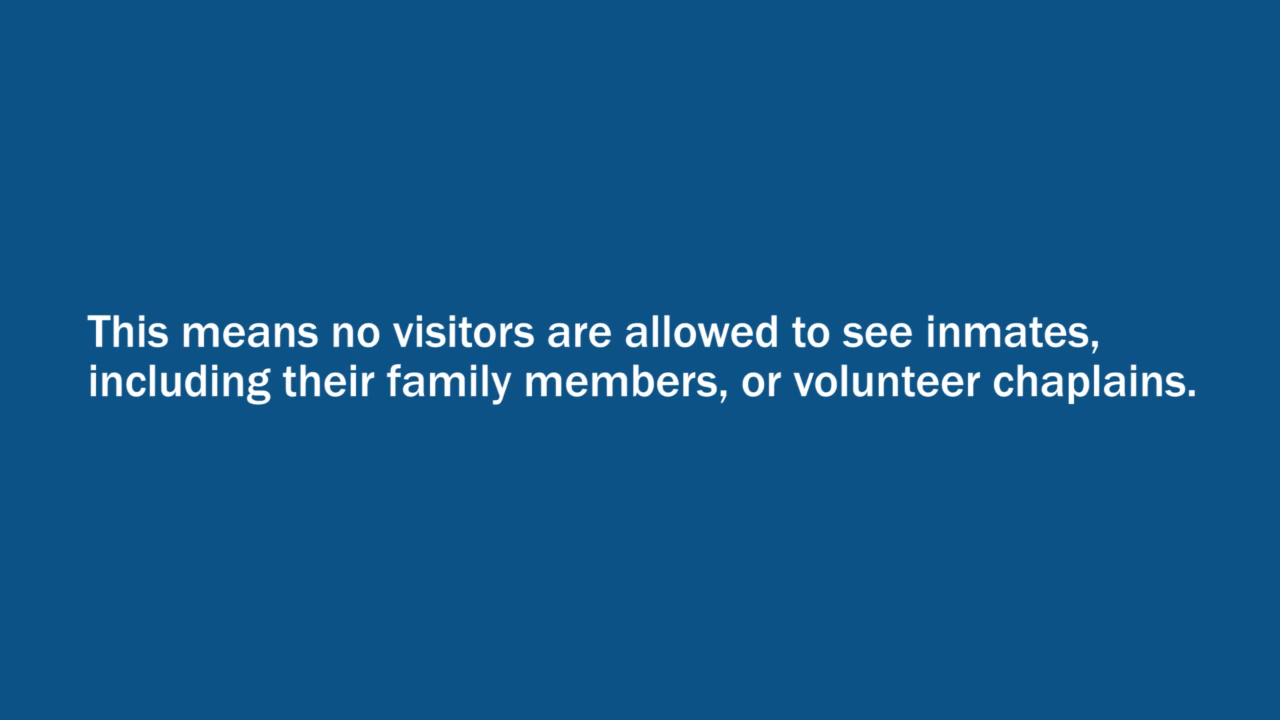 This means no visitors are allowed to see inmates,
including their family members, or volunteer chaplains.